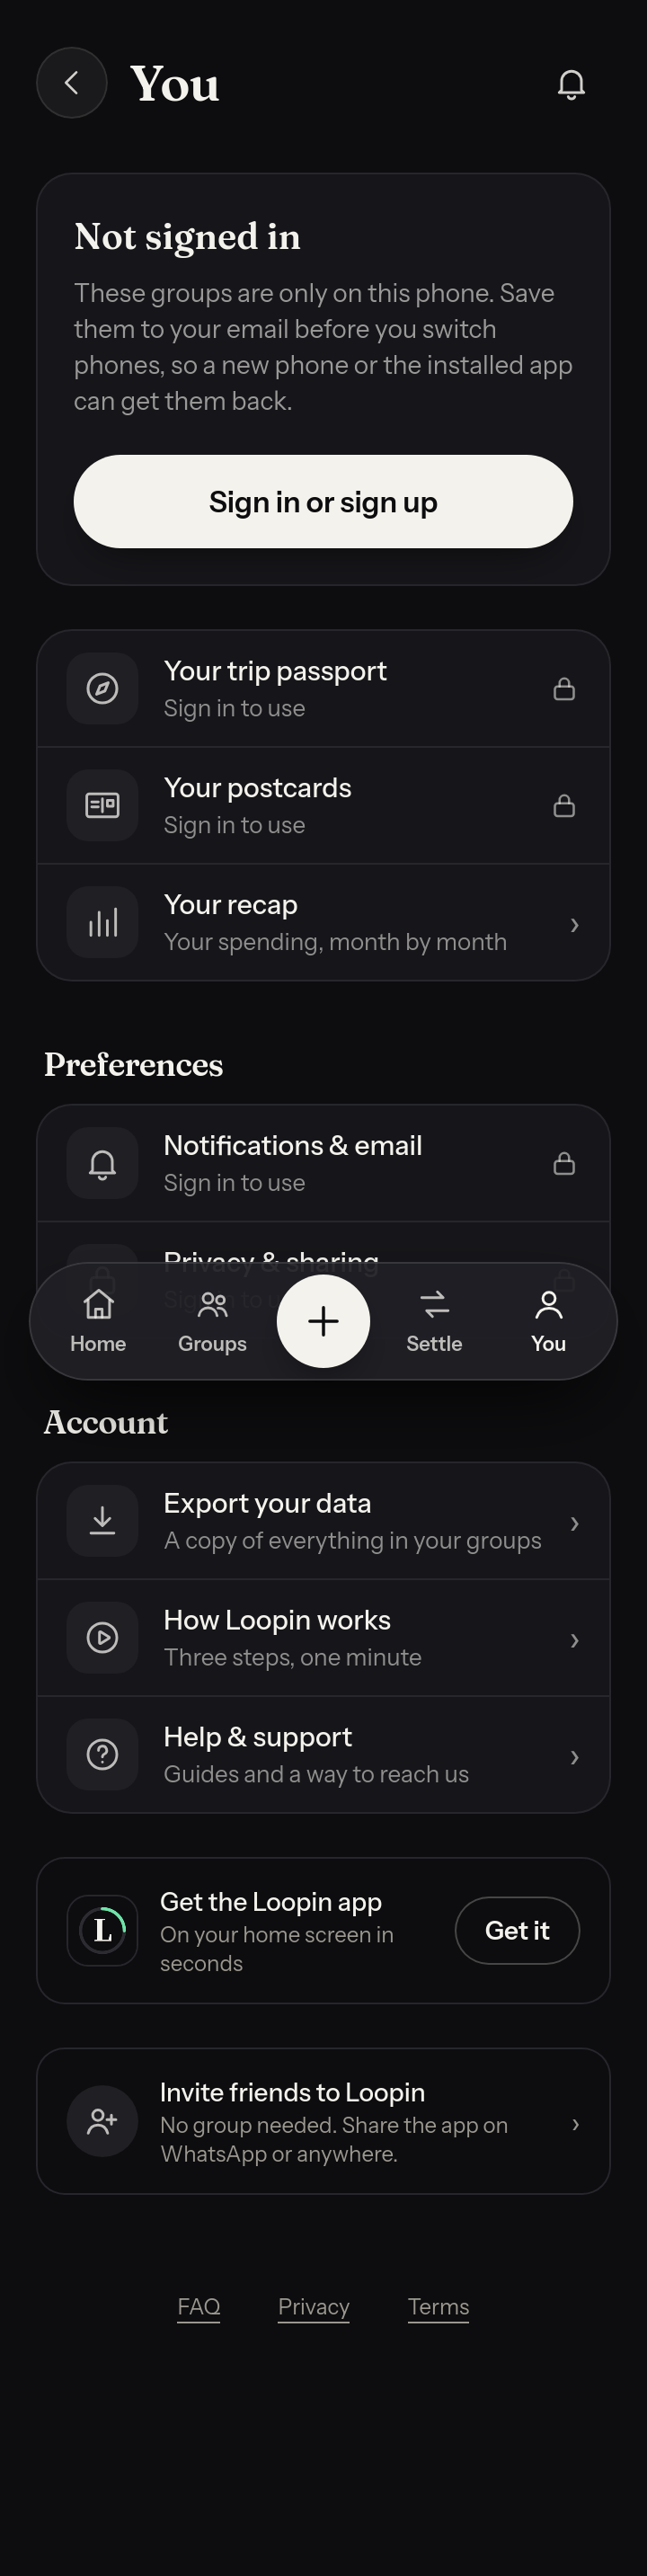 You
Not signed in
These groups are only on this phone. Save
them to your email before you switch
phones, so a new phone or the installed app
can get them back.
Sign in or sign up
Your trip passport
Sign in to use
Your postcards
Sign in to use
Your recap
Your spending, month by month
Preferences
Notifications & email
Sign in to use
Privacy & sharing
Home
Groups
Settle
You
Account
Export your data
A copy of everything in your groups
How Loopin works
Three steps, one minute
Help & support
Guides and a way to reach us
L
Get the Loopin app
On your home screen in
seconds
Get it
Invite friends to Loopin
No group needed. Share the app on
WhatsApp or anywhere.
FAQ
Privacy
Terms